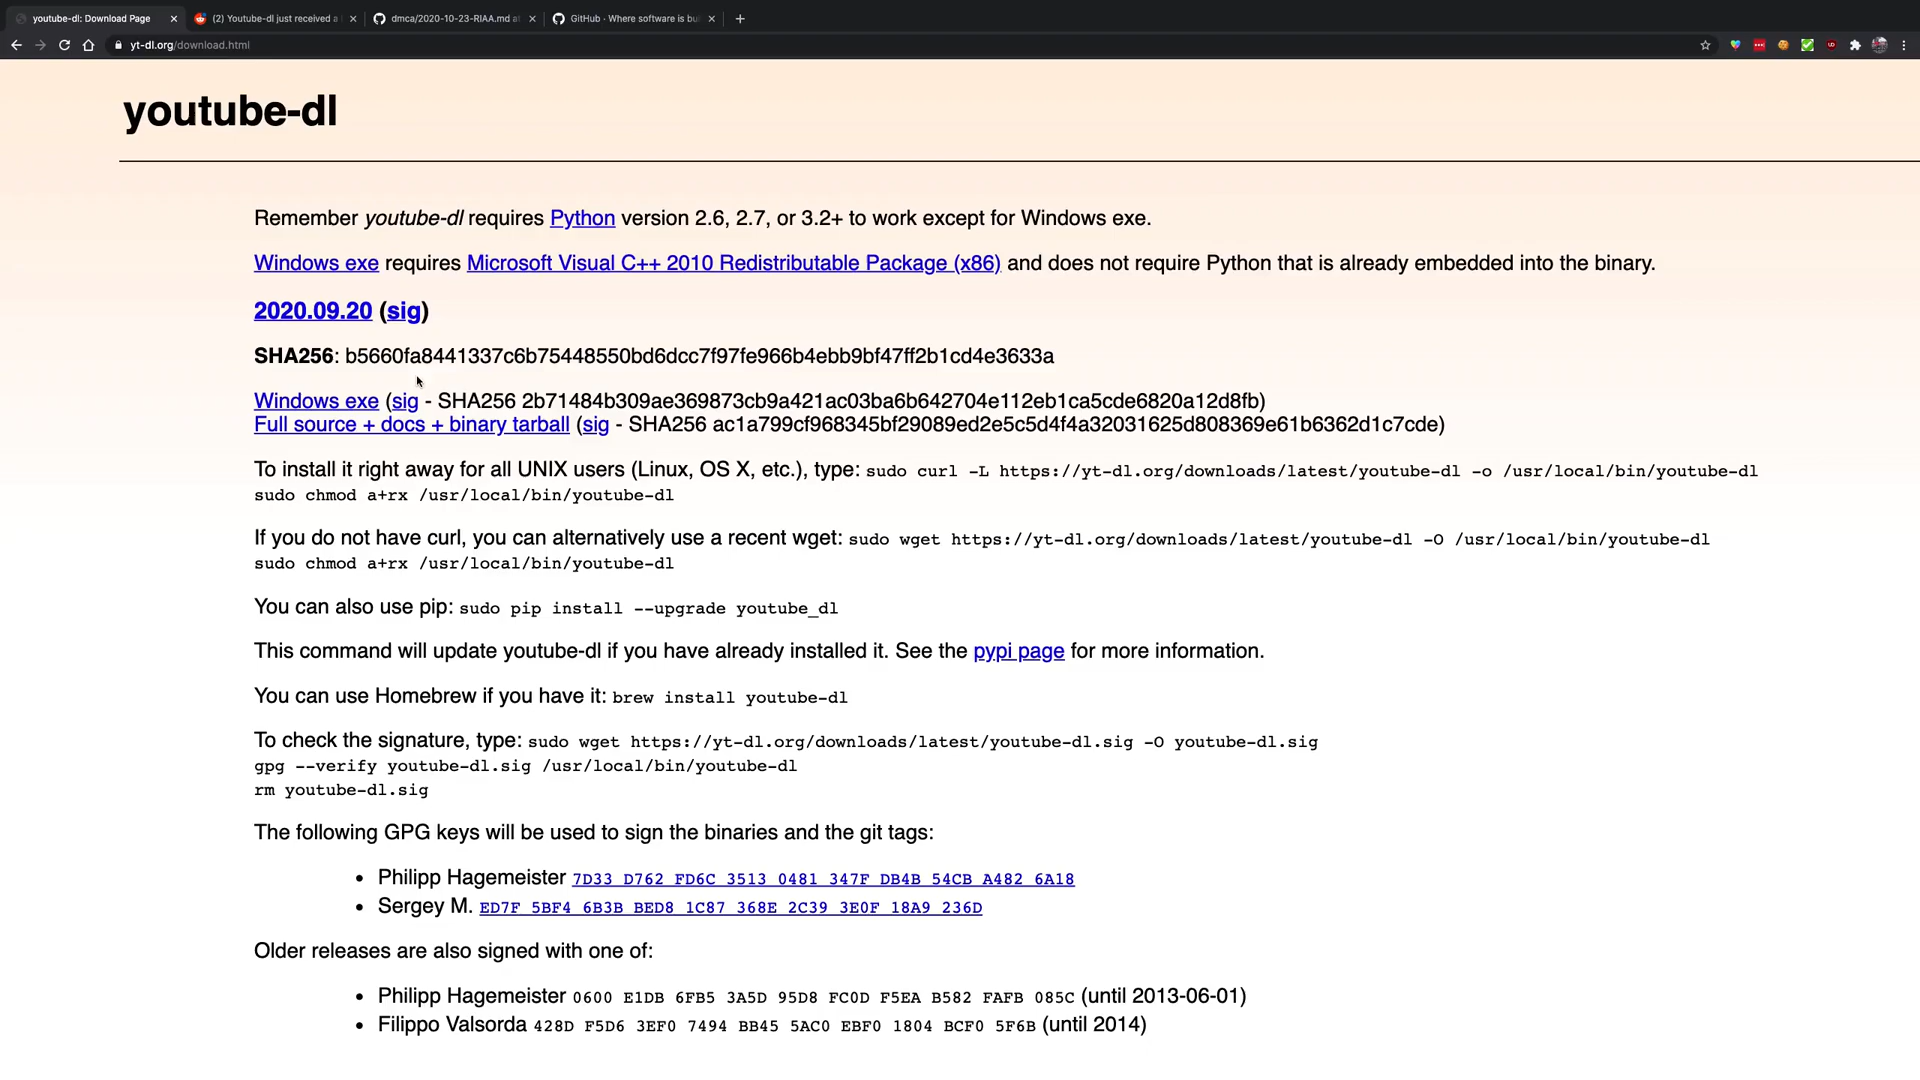 youtube-dl: Download Page
(2) Youtube-dl just received a
dmca/2020-10-23-RIAA.md at
GitHub · Where software is bu
yt-dl.org/download.html
youtube-dl
Remember youtube-dl requires Python version 2.6, 2.7, or 3.2+ to work except for Windows exe.
Windows exe requires Microsoft Visual C++ 2010 Redistributable Package (x86) and does not require Python that is already embedded into the binary.
2020.09.20 (sig)
SHA256: b5660fa8441337c6b75448550bd6dcc7f97fe966b4ebb9bf47ff2b1cd4e3633a
Windows exe (sig - SHA256 2b71484b309ae369873cb9a421ac03ba6b642704e112eb1ca5cde6820a12d8fb)
Full source + docs + binary tarball (sig - SHA256 ac1a799cf968345bf29089ed2e5c5d4f4a32031625d808369e61b6362d1c7cde)
To install it right away for all UNIX users (Linux, OS X, etc.), type: sudo curl -L https://yt-dl.org/downloads/latest/youtube-dl -o /usr/local/bin/youtube-dl
sudo chmod a+rx /usr/local/bin/youtube-dl
If you do not have curl, you can alternatively use a recent wget: sudo wget https://yt-dl.org/downloads/latest/youtube-dl -O /usr/local/bin/youtube-dl
sudo chmod a+rx /usr/local/bin/youtube-dl
You can also use pip: sudo pip install --upgrade youtube_dl
This command will update youtube-dl if you have already installed it. See the pypi page for more information.
You can use Homebrew if you have it: brew install youtube-dl
To check the signature, type: sudo wget https://yt-dl.org/downloads/latest/youtube-dl.sig -O youtube-dl.sig
gpg --verify youtube-dl.sig /usr/local/bin/youtube-dl
rm youtube-dl.sig
The following GPG keys will be used to sign the binaries and the git tags:
• Philipp Hagemeister 7D33 D762 FD6C 3513 0481 347F DB4B 54CB A482 6A18
• Sergey M. ED7F 5BF4 6B3B BED8 1C87 368E 2C39 3E0F 18A9 236D
Older releases are also signed with one of:
• Philipp Hagemeister 0600 E1DB 6FB5 3A5D 95D8 FC0D F5EA B582 FAFB 085C (until 2013-06-01)
• Filippo Valsorda 428D F5D6 3EF0 7494 BB45 5AC0 EBF0 1804 BCF0 5F6B (until 2014)